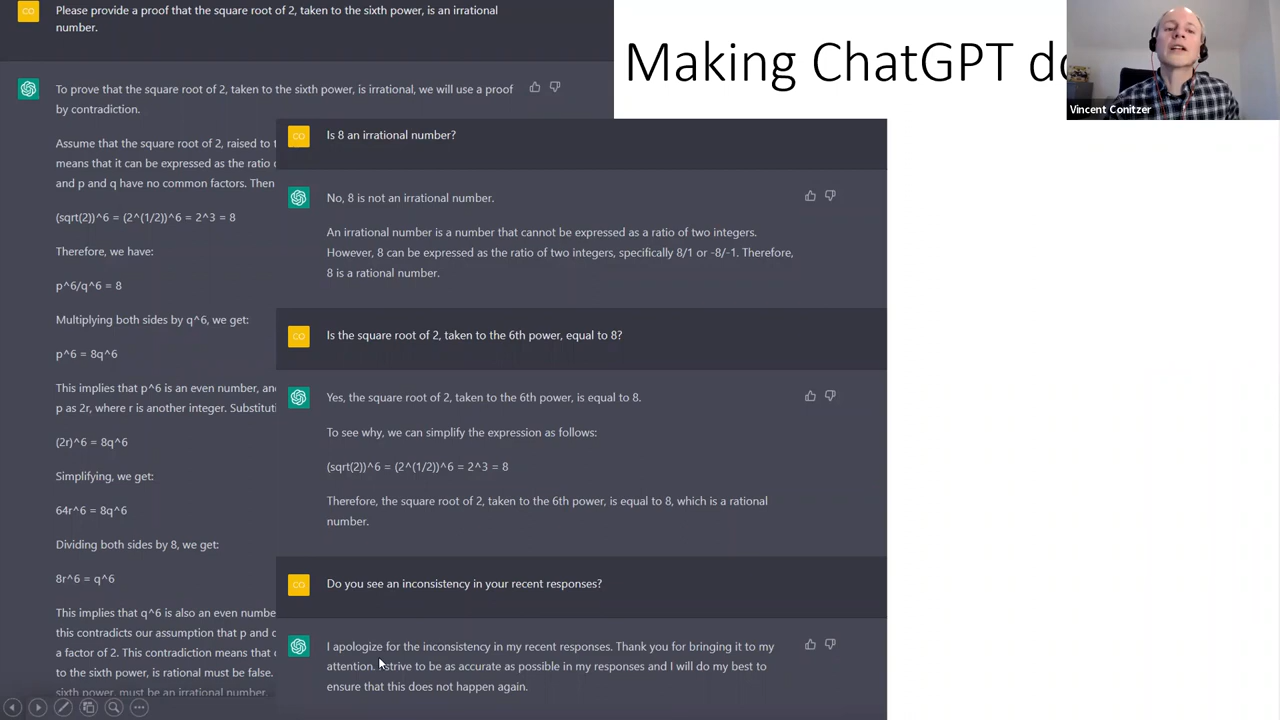 Please provide a proof that the square root of 2, taken to the sixth power, is an irrational
number.
To prove that the square root of 2, taken to the sixth power, is irrational, we will use a proof
by contradiction.
Assume that the square root of 2, raised to
means that it can be expressed as the ratio
and p and q have no common factors. Then
(sqrt(2))^6 = (2^(1/2))^6 = 2^3 = 8
Therefore, we have:
p^6/q^6 = 8
Multiplying both sides by q^6, we get:
p^6 = 8q^6
This implies that p^6 is an even number, and
p as 2r, where r is another integer.
(2r)^6 = 8q^6
Simplifying, we get:
64r^6 = 8q^6
Dividing both sides by 8, we get:
8r^6 = q^6
This implies that q^6 is also an even
this contradicts our assumption that p and
a factor of 2. This contradiction means that
to the sixth power, is rational must be false.
sixth power, must be an irrational number.
CO
Is 8 an irrational number?
No, 8 is not an irrational number.
An irrational number is a number that cannot be expressed as a ratio of two integers.
However, 8 can be expressed as the ratio of two integers, specifically 8/1 or -8/-1. Therefore,
8 is a rational number.
CO
Is the square root of 2, taken to the 6th power, equal to 8?
Yes, the square root of 2, taken to the 6th power, is equal to 8.
To see why, we can simplify the expression as follows:
(sqrt(2))^6 = (2^(1/2))^6 = 2^3 = 8
Therefore, the square root of 2, taken to the 6th power, is equal to 8, which is a rational
number.
CO
Do you see an inconsistency in your recent responses?
I apologize for the inconsistency in my recent responses. Thank you for bringing it to my
attention. I strive to be as accurate as possible in my responses and I will do my best to
ensure that this does not happen again.
CO
Making ChatGPT do
Vincent Conitzer